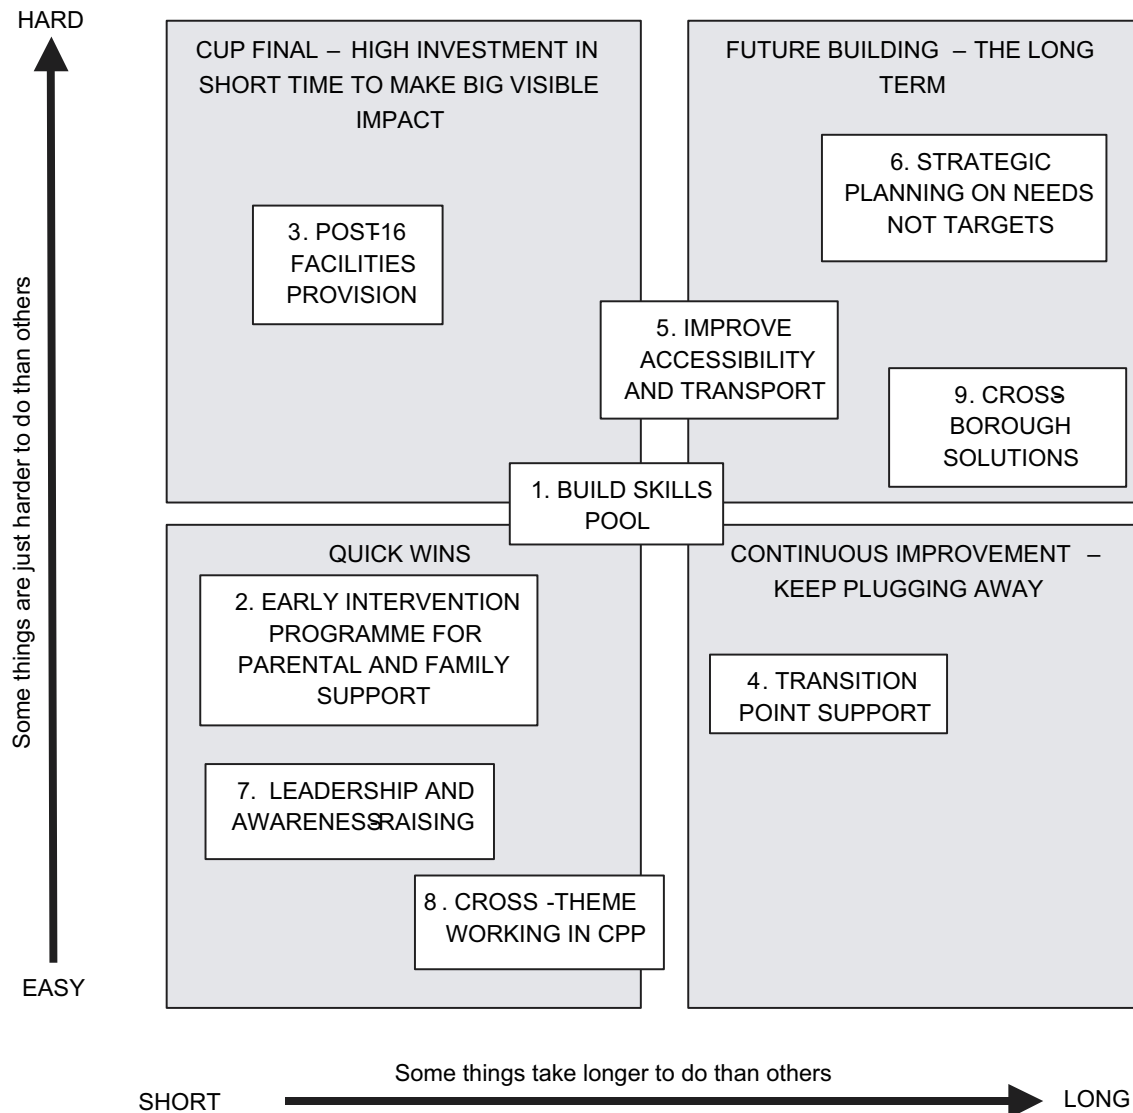 HARD
CUP FINAL – HIGH INVESTMENT IN
SHORT TIME TO MAKE BIG VISIBLE
IMPACT
FUTURE BUILDING – THE LONG
TERM
6. STRATEGIC
PLANNING ON NEEDS
NOT TARGETS
3. POST-16
FACILITIES
PROVISION
5. IMPROVE
ACCESSIBILITY
AND TRANSPORT
9. CROSS-
BOROUGH
SOLUTIONS
1. BUILD SKILLS
POOL
Some things are just harder to do than others
QUICK WINS
CONTINUOUS IMPROVEMENT –
KEEP PLUGGING AWAY
2. EARLY INTERVENTION
PROGRAMME FOR
PARENTAL AND FAMILY
SUPPORT
4. TRANSITION
POINT SUPPORT
7. LEADERSHIP AND
AWARENESS-RAISING
8. CROSS-THEME
WORKING IN CPP
EASY
Some things take longer to do than others
SHORT
LONG